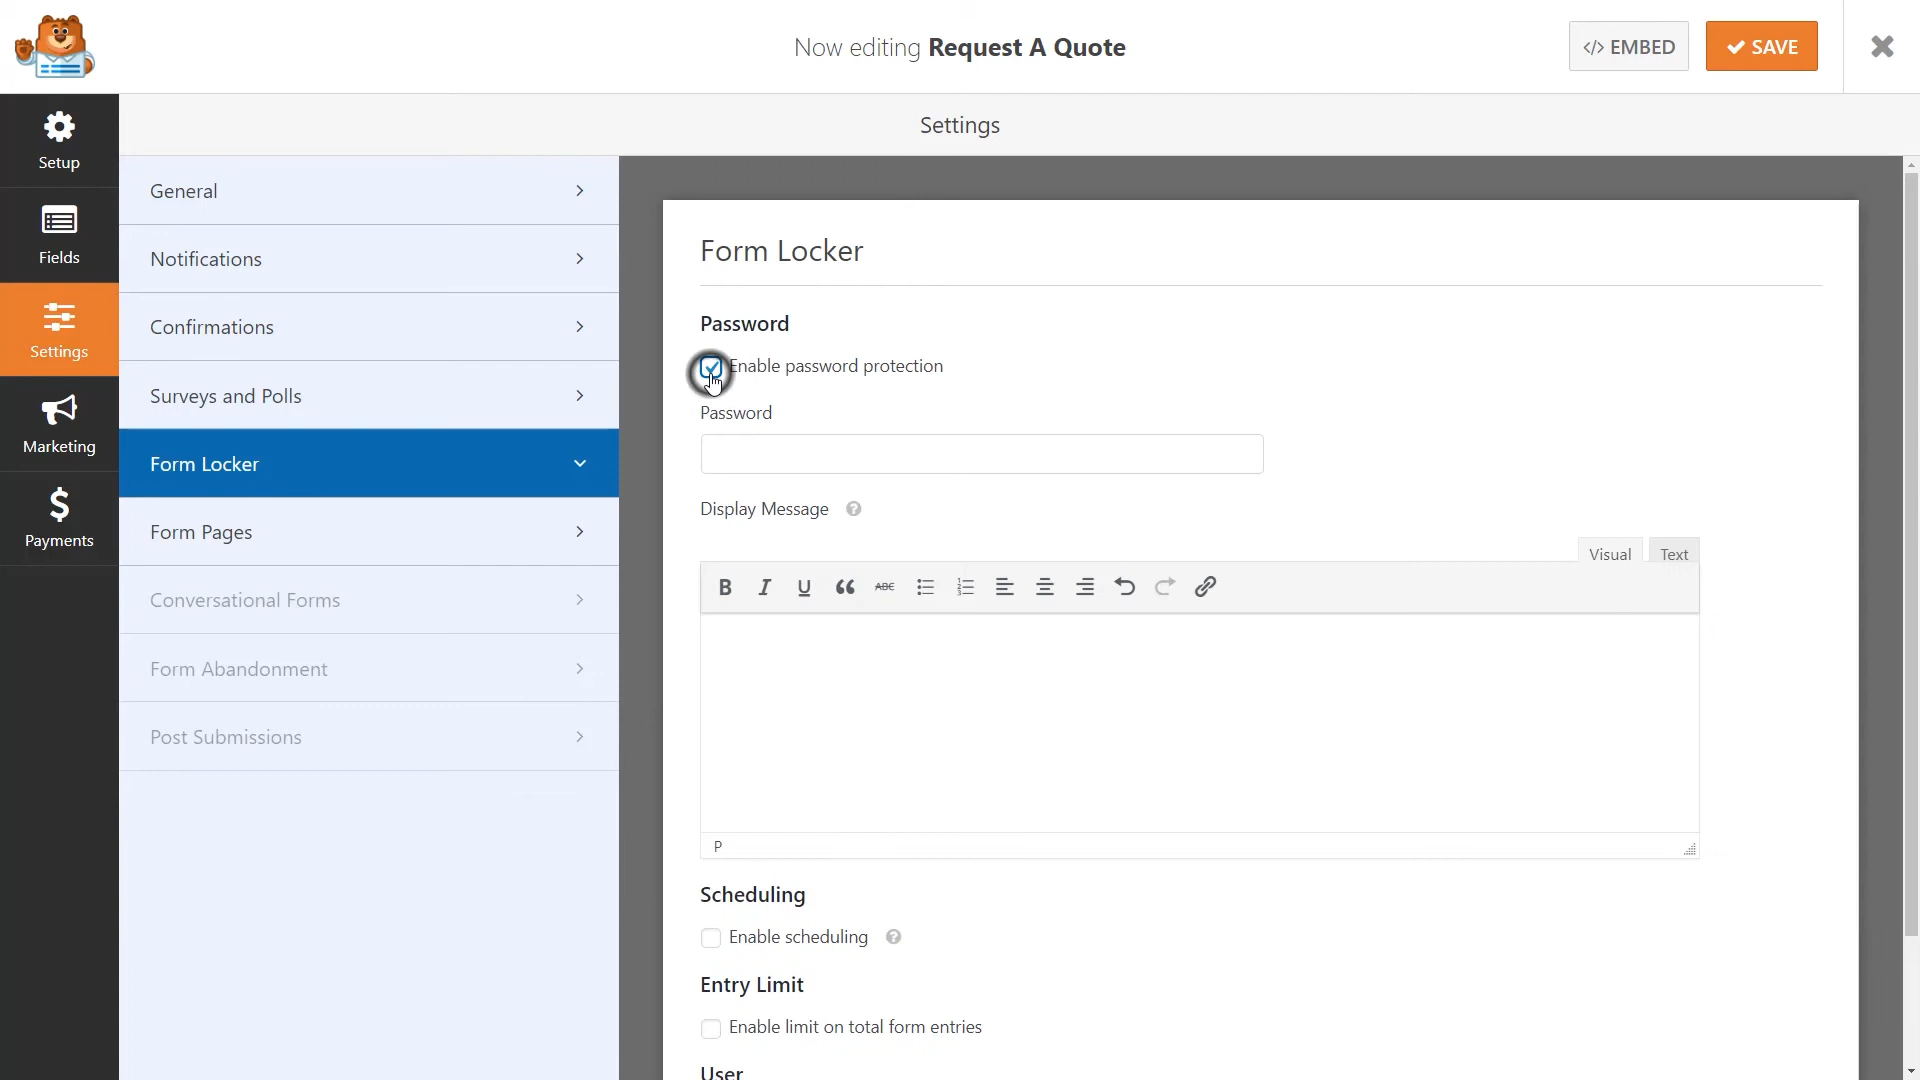 Now editing Request A Quote
</> EMBED
SAVE
Settings
Setup
Fields
Settings
Marketing
Payments
General
Notifications
Confirmations
Surveys and Polls
Form Locker
Form Pages
Conversational Forms
Form Abandonment
Post Submissions
Form Locker
Password
Enable password protection
Password
Display Message ?
Visual Text
B I U ABC
P
Scheduling
Enable scheduling ?
Entry Limit
Enable limit on total form entries
User